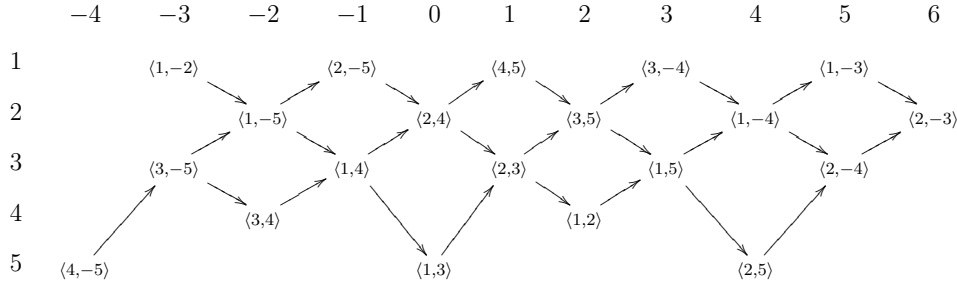 −4 −3 −2 −1 0 1 2 3 4 5 6
1 ⟨1,−2⟩ ⟨2,−5⟩ ⟨4,5⟩ ⟨3,−4⟩ ⟨1,−3⟩
2 ⟨1,−5⟩ ⟨2,4⟩ ⟨3,5⟩ ⟨1,−4⟩ ⟨2,−3⟩
3 ⟨3,−5⟩ ⟨1,4⟩ ⟨2,3⟩ ⟨1,5⟩ ⟨2,−4⟩
4 ⟨3,4⟩ ⟨1,2⟩
5 ⟨4,−5⟩ ⟨1,3⟩ ⟨2,5⟩